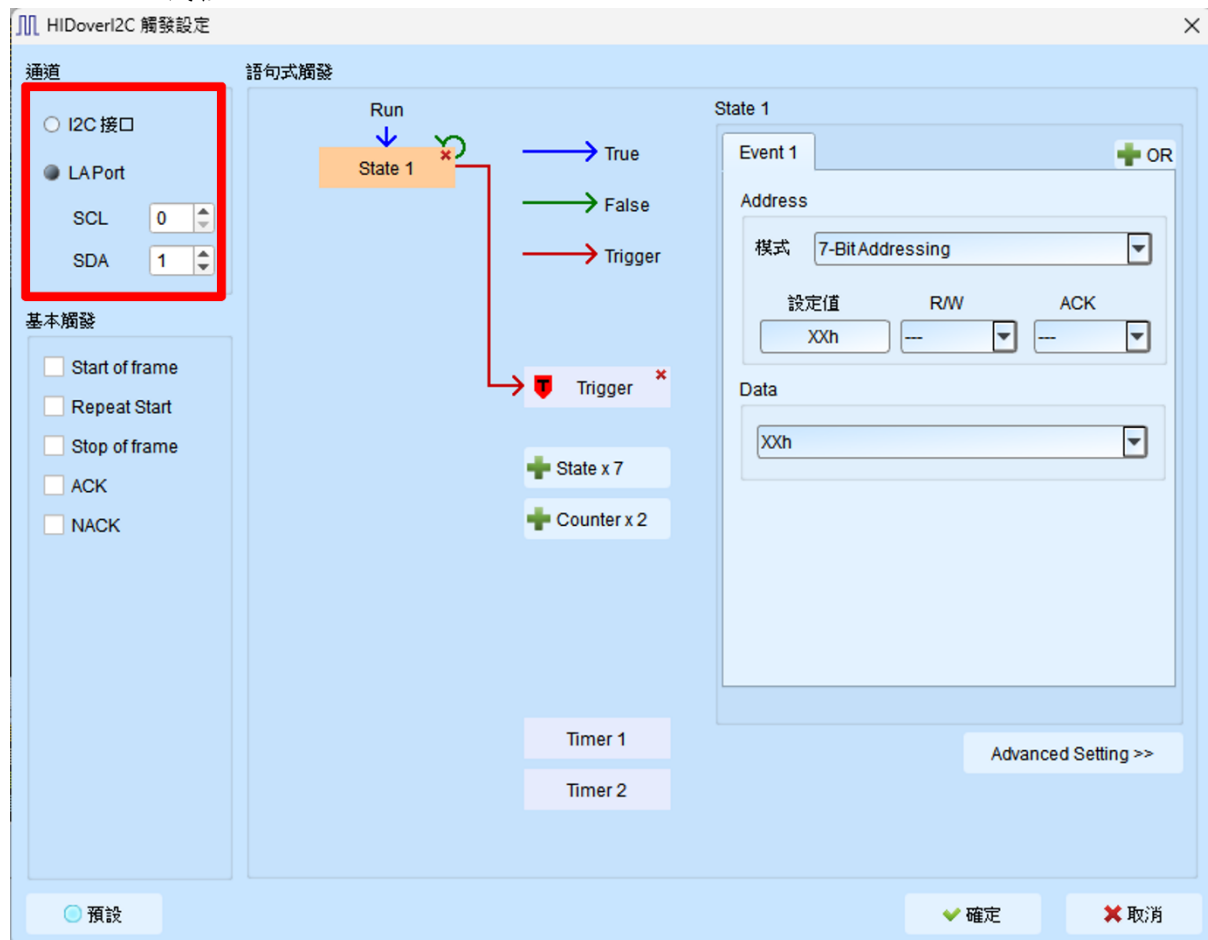 HIDoverI2C 觸發設定
通道
I2C 接口
LA Port
SCL 0
SDA 1
基本觸發
Start of frame
Repeat Start
Stop of frame
ACK
NACK
語句式觸發
Run
State 1
True
False
Trigger
T Trigger
State x 7
Counter x 2
Timer 1
Timer 2
State 1
Event 1
OR
Address
模式 7-Bit Addressing
設定值 R/W ACK
XXh --- ---
Data
XXh
Advanced Setting >>
預設
確定
取消